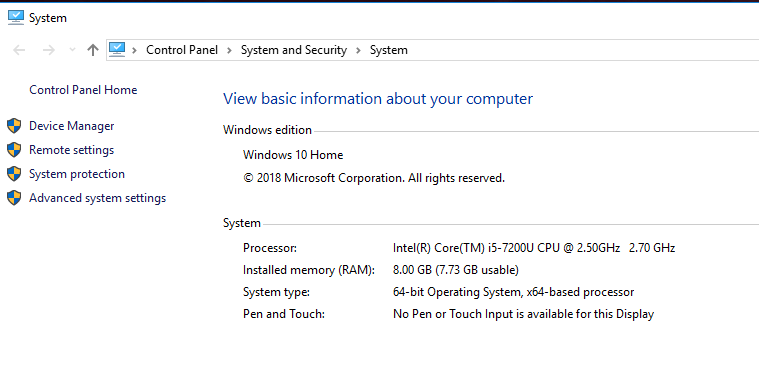 System
Control Panel > System and Security > System
Control Panel Home
Device Manager
Remote settings
System protection
Advanced system settings
View basic information about your computer
Windows edition
Windows 10 Home
© 2018 Microsoft Corporation. All rights reserved.
System
Processor: Intel(R) Core(TM) i5-7200U CPU @ 2.50GHz 2.70 GHz
Installed memory (RAM): 8.00 GB (7.73 GB usable)
System type: 64-bit Operating System, x64-based processor
Pen and Touch: No Pen or Touch Input is available for this Display